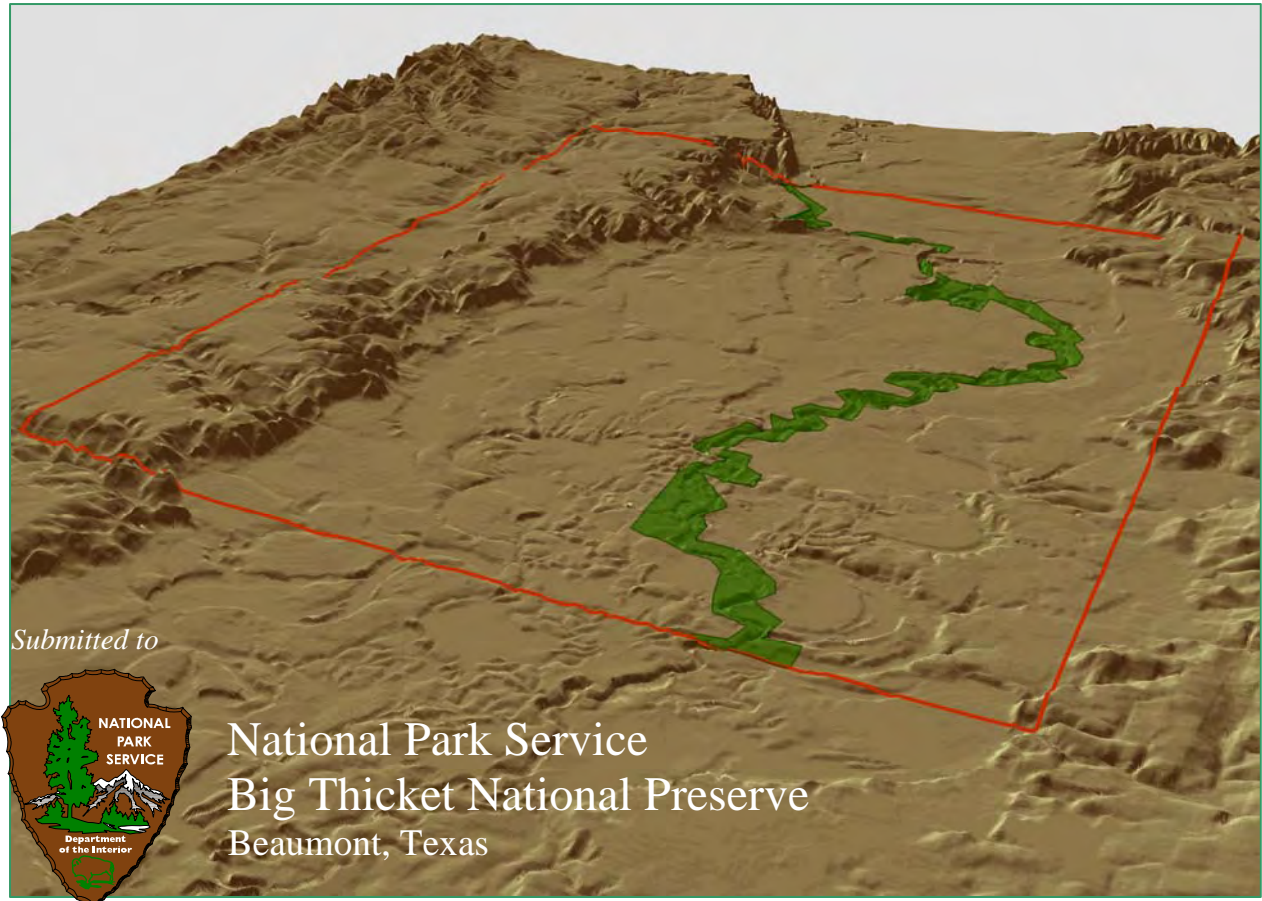 Submitted to
NATIONAL
PARK
SERVICE
Department
of the Interior
National Park Service
Big Thicket National Preserve
Beaumont, Texas